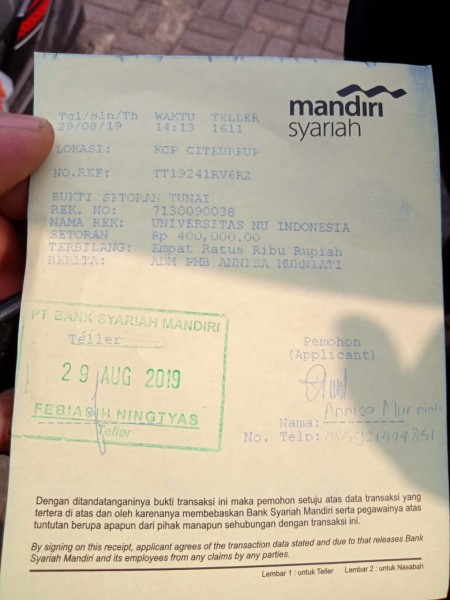 mandiri
syariah
Tgl/Bln/Th WAKTU TELLER
29/08/19 14:13 1611
LOKASI: KCP CITEUREUP
NO.REF: TT19241RV6RZ
BUKTI SETORAN TUNAI
REK. NO: 7130090038
NAMA REK: UNIVERSITAS NU INDONESIA
SETORAN Rp 400,000.00
TERBILANG: Empat Ratus Ribu Rupiah
BERITA: ADM PMB ANNISA MURNIATI
PT BANK SYARIAH MANDIRI
Teller
29 AUG 2019
FEBIASIH NINGTYAS
Teller
Pemohon
(Applicant)
Nama: Annisa Murniati
No. Telp:
Dengan ditandatanganinya bukti transaksi ini maka pemohon setuju atas data transaksi yang
tertera di atas dan oleh karenanya membebaskan Bank Syariah Mandiri serta pegawainya atas
tuntutan berupa apapun dari pihak manapun sehubungan dengan transaksi ini.
By signing on this receipt, applicant agrees of the transaction data stated and due to that releases Bank
Syariah Mandiri and its employees from any claims by any parties.
Lembar 1 : untuk Teller Lembar 2 : untuk Nasabah